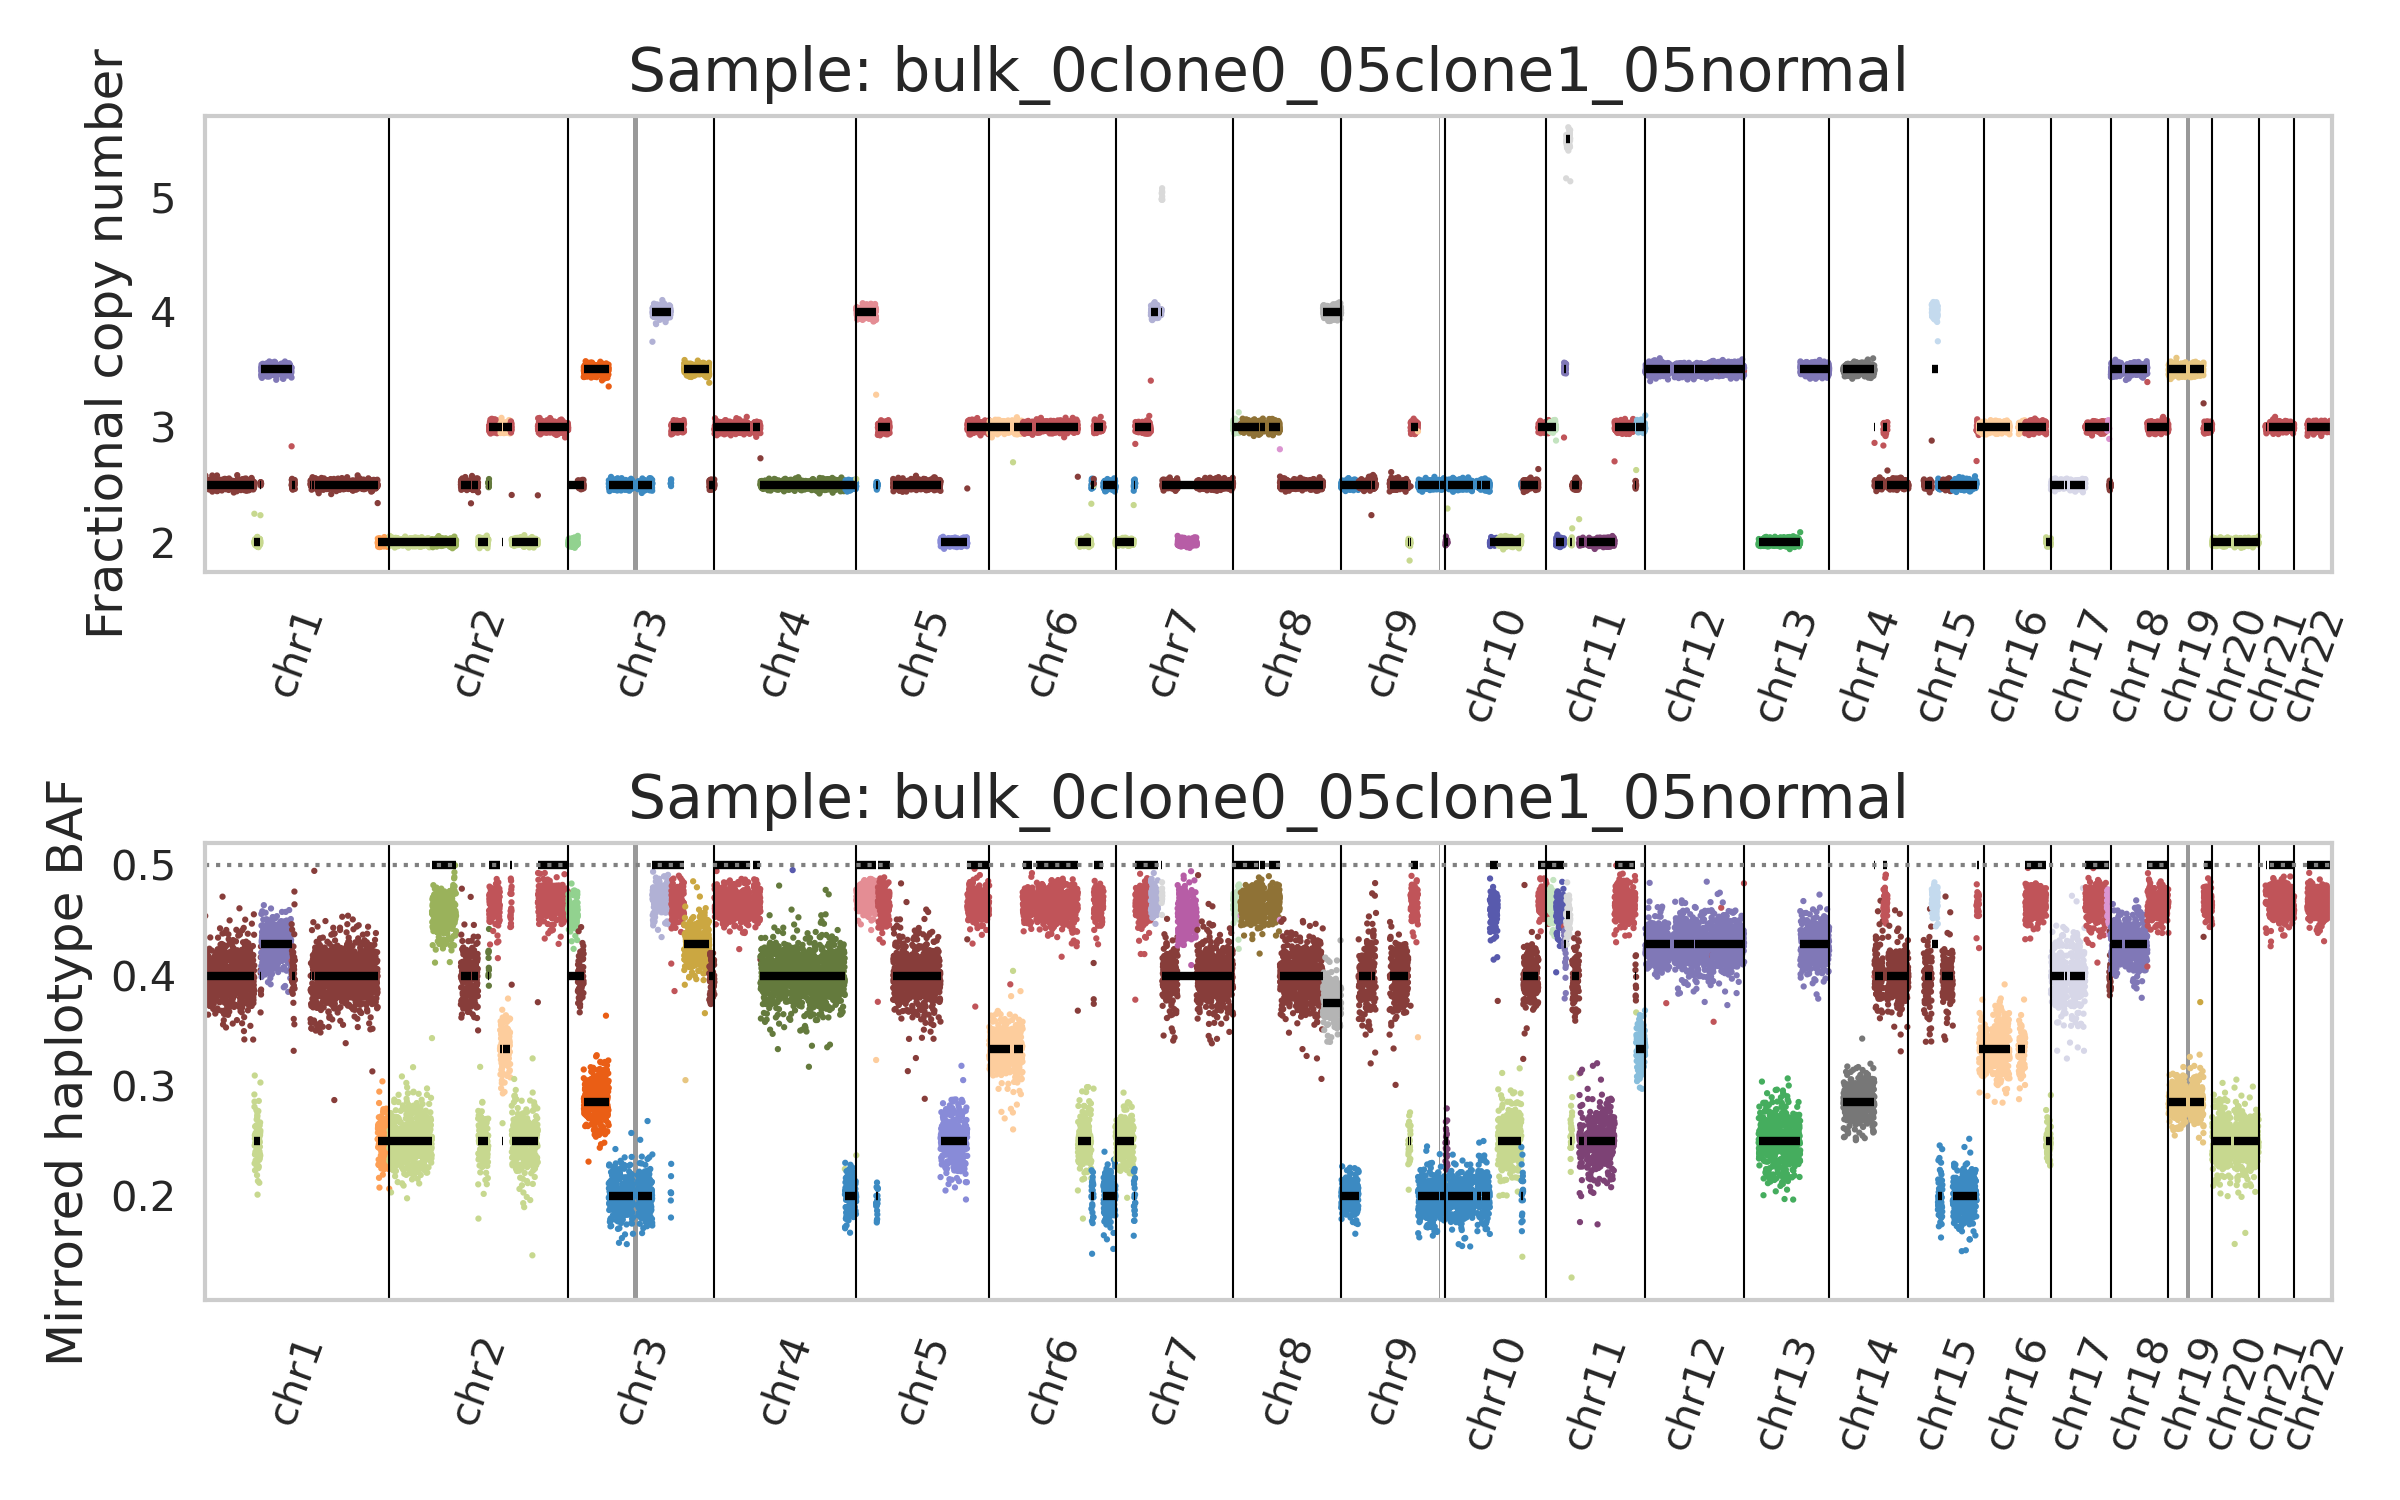 Sample: bulk_0clone0_05clone1_05normal
Fractional copy number
5
4
3
2
chr1 chr2 chr3 chr4 chr5 chr6 chr7 chr8 chr9 chr10 chr11 chr12 chr13 chr14 chr15 chr16 chr17 chr18 chr19 chr20 chr21 chr22
Sample: bulk_0clone0_05clone1_05normal
Mirrored haplotype BAF
0.5
0.4
0.3
0.2
chr1 chr2 chr3 chr4 chr5 chr6 chr7 chr8 chr9 chr10 chr11 chr12 chr13 chr14 chr15 chr16 chr17 chr18 chr19 chr20 chr21 chr22